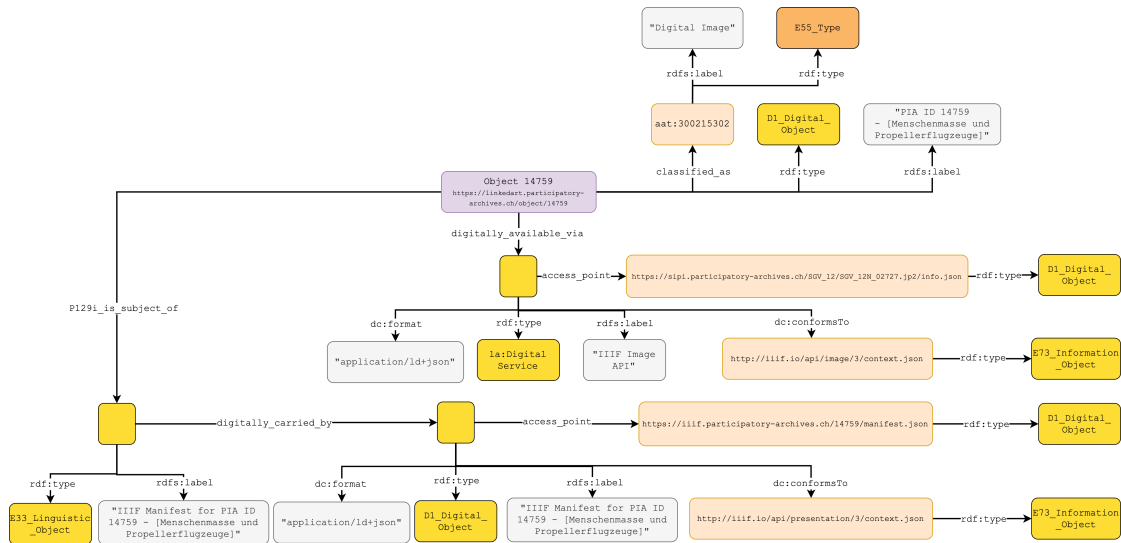 "Digital Image"
E55_Type
rdfs:label
rdf:type
aat:300215302
D1_Digital_
Object
"PIA ID 14759
- [Menschenmasse und
Propellerflugzeuge]"
classified_as
rdf:type
rdfs:label
Object 14759
https://linkedart.participatory-
archives.ch/object/14759
digitally_available_via
access_point
https://sipi.participatory-archives.ch/SGV_12/SGV_12N_02727.jp2/info.json
rdf:type
D1_Digital_
Object
P129i_is_subject_of
dc:format
rdf:type
rdfs:label
dc:conformsTo
"application/ld+json"
la:Digital
Service
"IIIF Image
API"
http://iiif.io/api/image/3/context.json
rdf:type
E73_Information
_Object
digitally_carried_by
access_point
https://iiif.participatory-archives.ch/14759/manifest.json
rdf:type
D1_Digital_
Object
rdf:type
rdfs:label
dc:format
rdf:type
rdfs:label
dc:conformsTo
E33_Linguistic
_Object
"IIIF Manifest for PIA ID
14759 - [Menschenmasse und
Propellerflugzeuge]"
"application/ld+json"
D1_Digital_
Object
"IIIF Manifest for PIA ID
14759 - [Menschenmasse und
Propellerflugzeuge]"
http://iiif.io/api/presentation/3/context.json
rdf:type
E73_Information
_Object